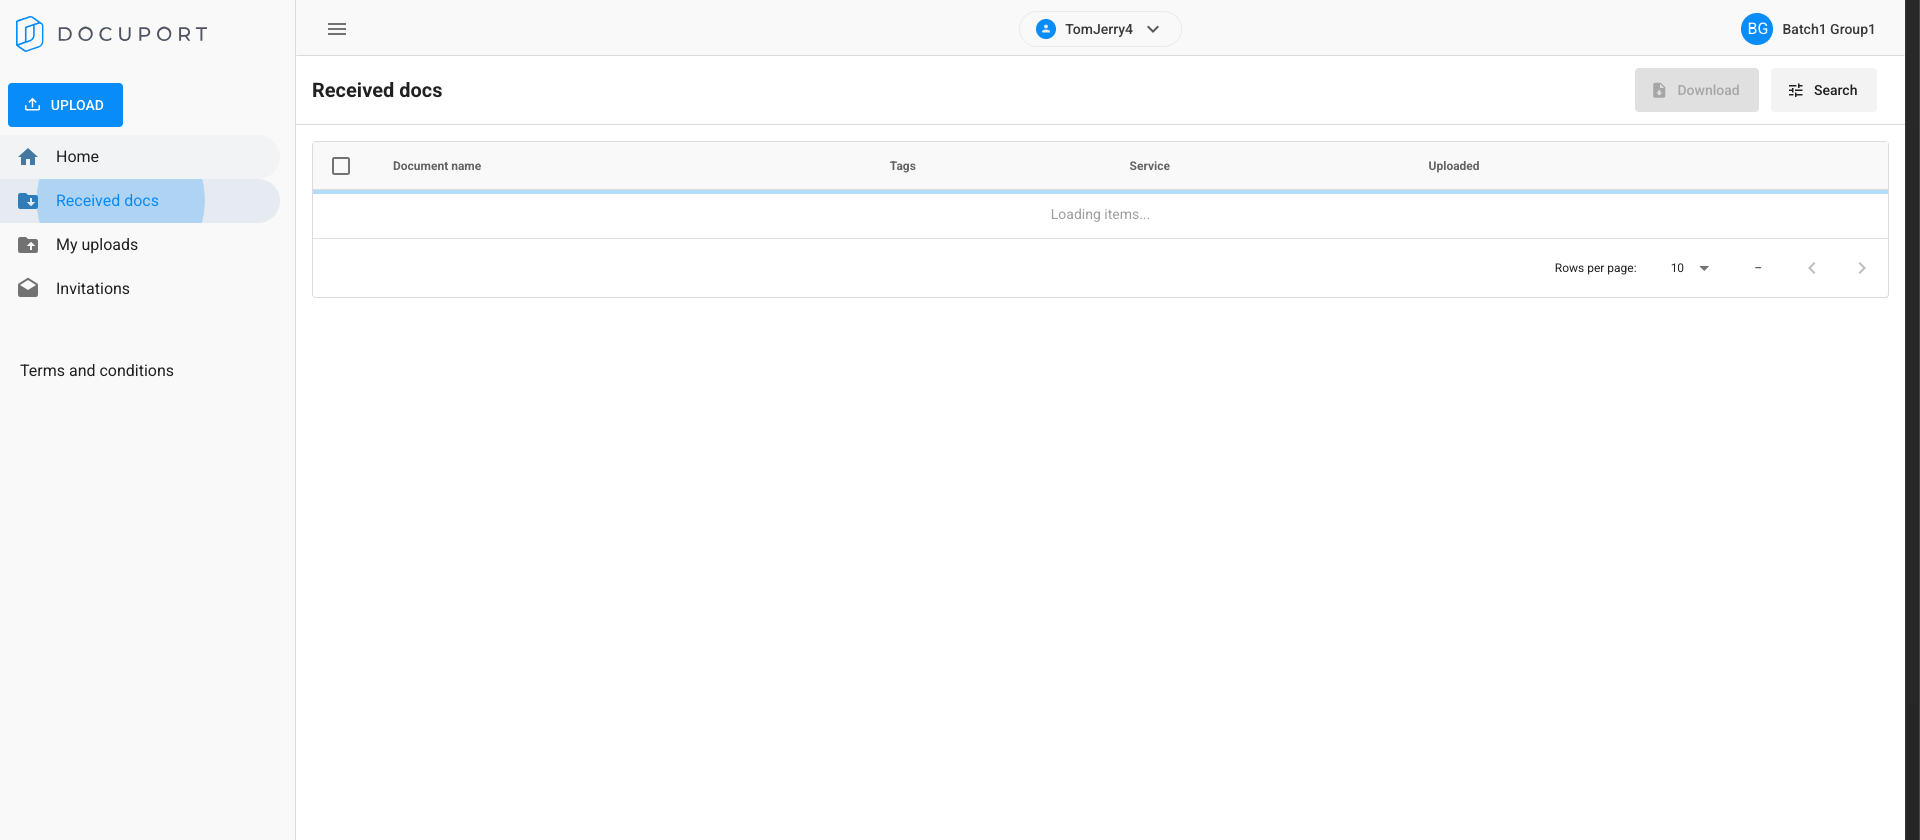 DOCUPORT
TomJerry4
BG Batch1 Group1
UPLOAD
Home
Received docs
My uploads
Invitations
Terms and conditions
Received docs
Download
Search
Document name Tags Service Uploaded
Loading items...
Rows per page: 10 –